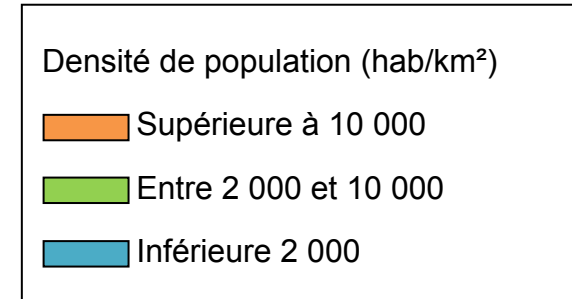 Densité de population (hab/km²)
Supérieure à 10 000
Entre 2 000 et 10 000
Inférieure 2 000